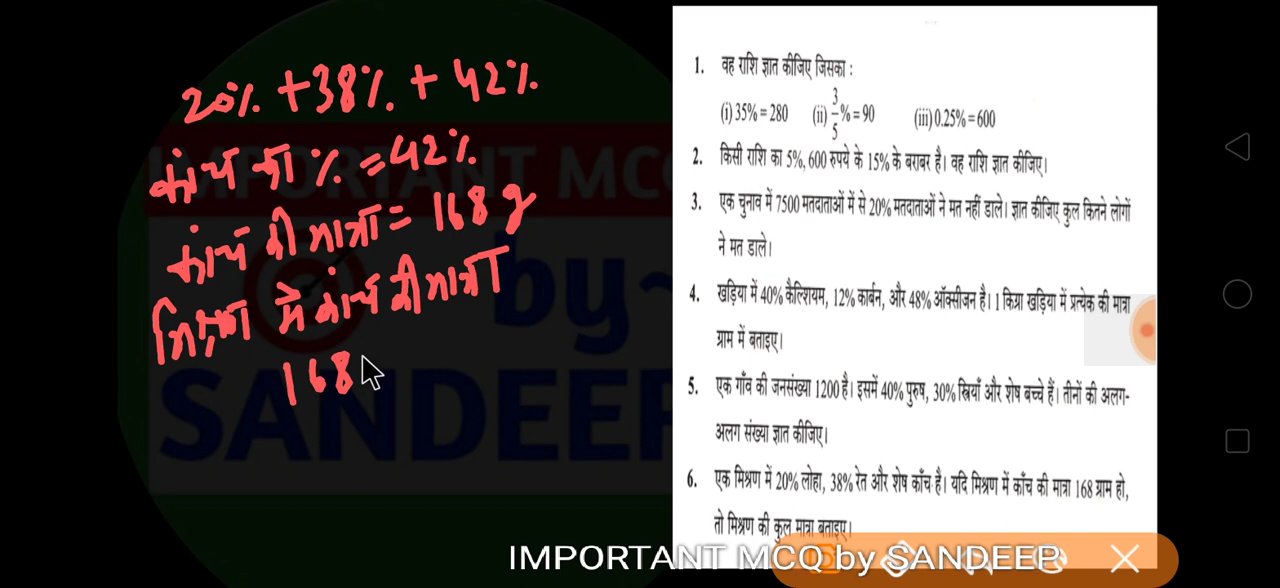 20% + 38% + 42%
कांच का % = 42%
कांच की मात्रा = 168 g
मिश्रण में कांच की मात्रा
168
IMPORTANT MCQ
by~
SANDEEP
1. वह राशि ज्ञात कीजिए जिसका :
(i) 35% = 280 (ii) 3/5% = 90 (iii) 0.25% = 600
2. किसी राशि का 5%, 600 रुपये के 15% के बराबर है। वह राशि ज्ञात कीजिए।
3. एक चुनाव में 7500 मतदाताओं में से 20% मतदाताओं ने मत नहीं डाले। ज्ञात कीजिए कुल कितने लोगों
ने मत डाले।
4. खड़िया में 40% कैल्शियम, 12% कार्बन, और 48% ऑक्सीजन है। 1 किग्रा खड़िया में प्रत्येक की मात्रा
ग्राम में बताइए।
5. एक गाँव की जनसंख्या 1200 है। इसमें 40% पुरुष, 30% स्त्रियाँ और शेष बच्चे हैं। तीनों की अलग-
अलग संख्या ज्ञात कीजिए।
6. एक मिश्रण में 20% लोहा, 38% रेत और शेष काँच है। यदि मिश्रण में काँच की मात्रा 168 ग्राम हो,
तो मिश्रण की कुल मात्रा बताइए।
IMPORTANT MCQ by SANDEEP